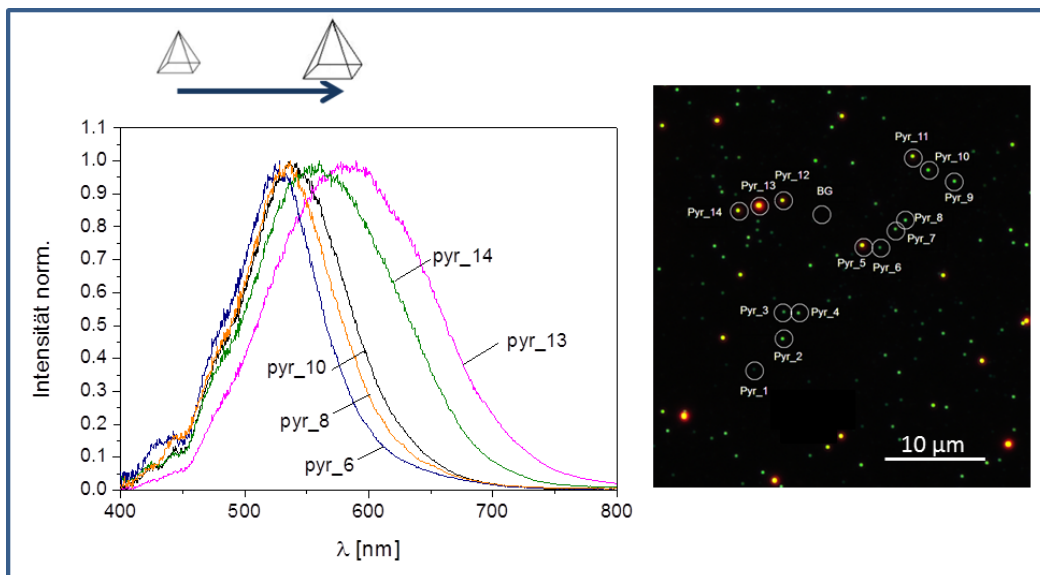 Intensität norm.
1.1
1.0
0.9
0.8
0.7
0.6
0.5
0.4
0.3
0.2
0.1
0.0
400
500
600
700
800
λ [nm]
pyr_14
pyr_13
pyr_10
pyr_8
pyr_6
Pyr_11
Pyr_10
Pyr_9
Pyr_12
Pyr_13
BG
Pyr_14
Pyr_8
Pyr_7
Pyr_5
Pyr_6
Pyr_3
Pyr_4
Pyr_2
Pyr_1
10 µm